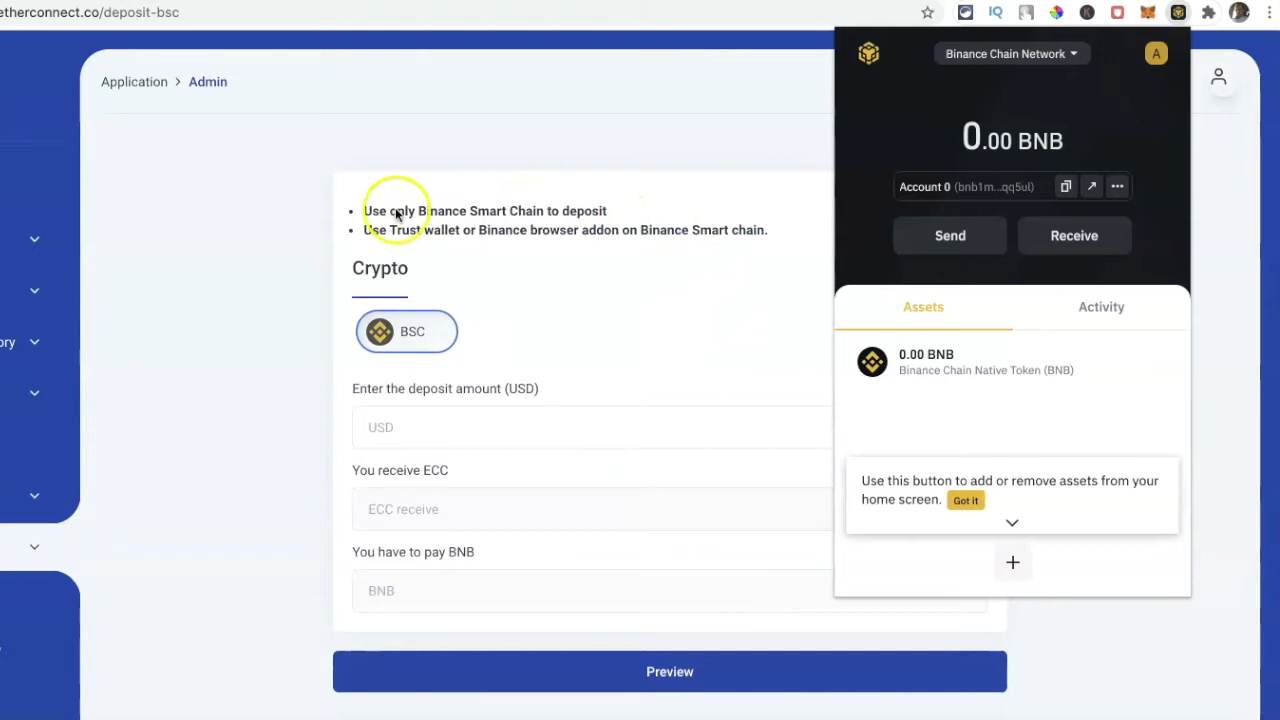 etherconnect.co/deposit-bsc
IQ
K
Application > Admin
Use only Binance Smart Chain to deposit
Use Trust wallet or Binance browser addon on Binance Smart chain.
Crypto
BSC
Enter the deposit amount (USD)
USD
You receive ECC
ECC receive
You have to pay BNB
BNB
Preview
ory
Binance Chain Network
A
0.00 BNB
Account 0 (bnb1m...qq5ul)
Send
Receive
Assets
Activity
0.00 BNB
Binance Chain Native Token (BNB)
Use this button to add or remove assets from your
home screen. Got it